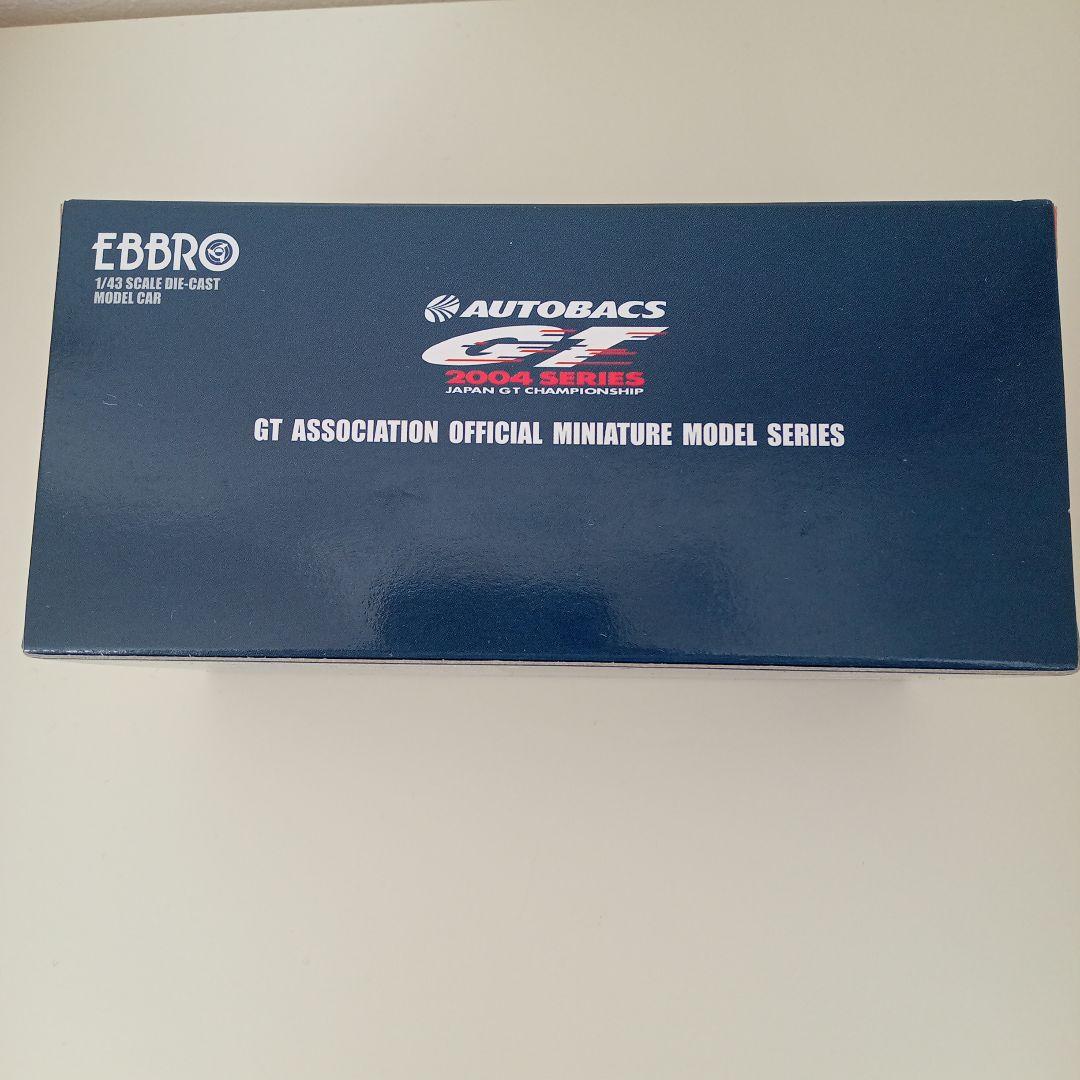 EBBRO
1/43 SCALE DIE-CAST
MODEL CAR
AUTOBACS
GT
2004 SERIES
JAPAN GT CHAMPIONSHIP
GT ASSOCIATION OFFICIAL MINIATURE MODEL SERIES